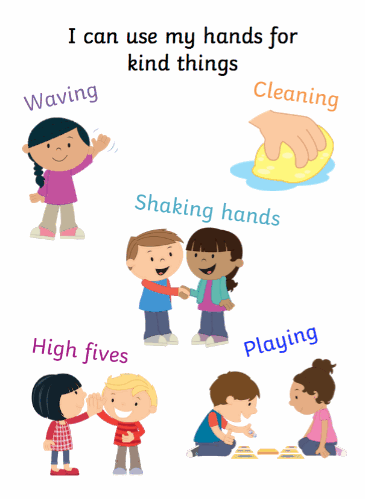 I can use my hands for
kind things
Waving
Cleaning
Shaking hands
High fives
Playing